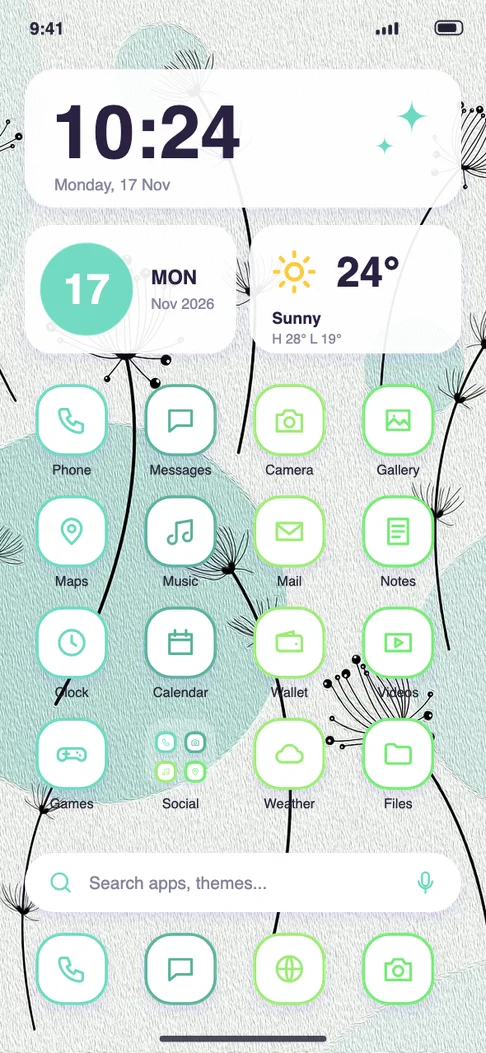 9:41
10:24
Monday, 17 Nov
17
MON
Nov 2026
24°
Sunny
H 28° L 19°
Phone
Messages
Camera
Gallery
Maps
Music
Mail
Notes
Clock
Calendar
Wallet
Videos
Games
Social
Weather
Files
Search apps, themes...